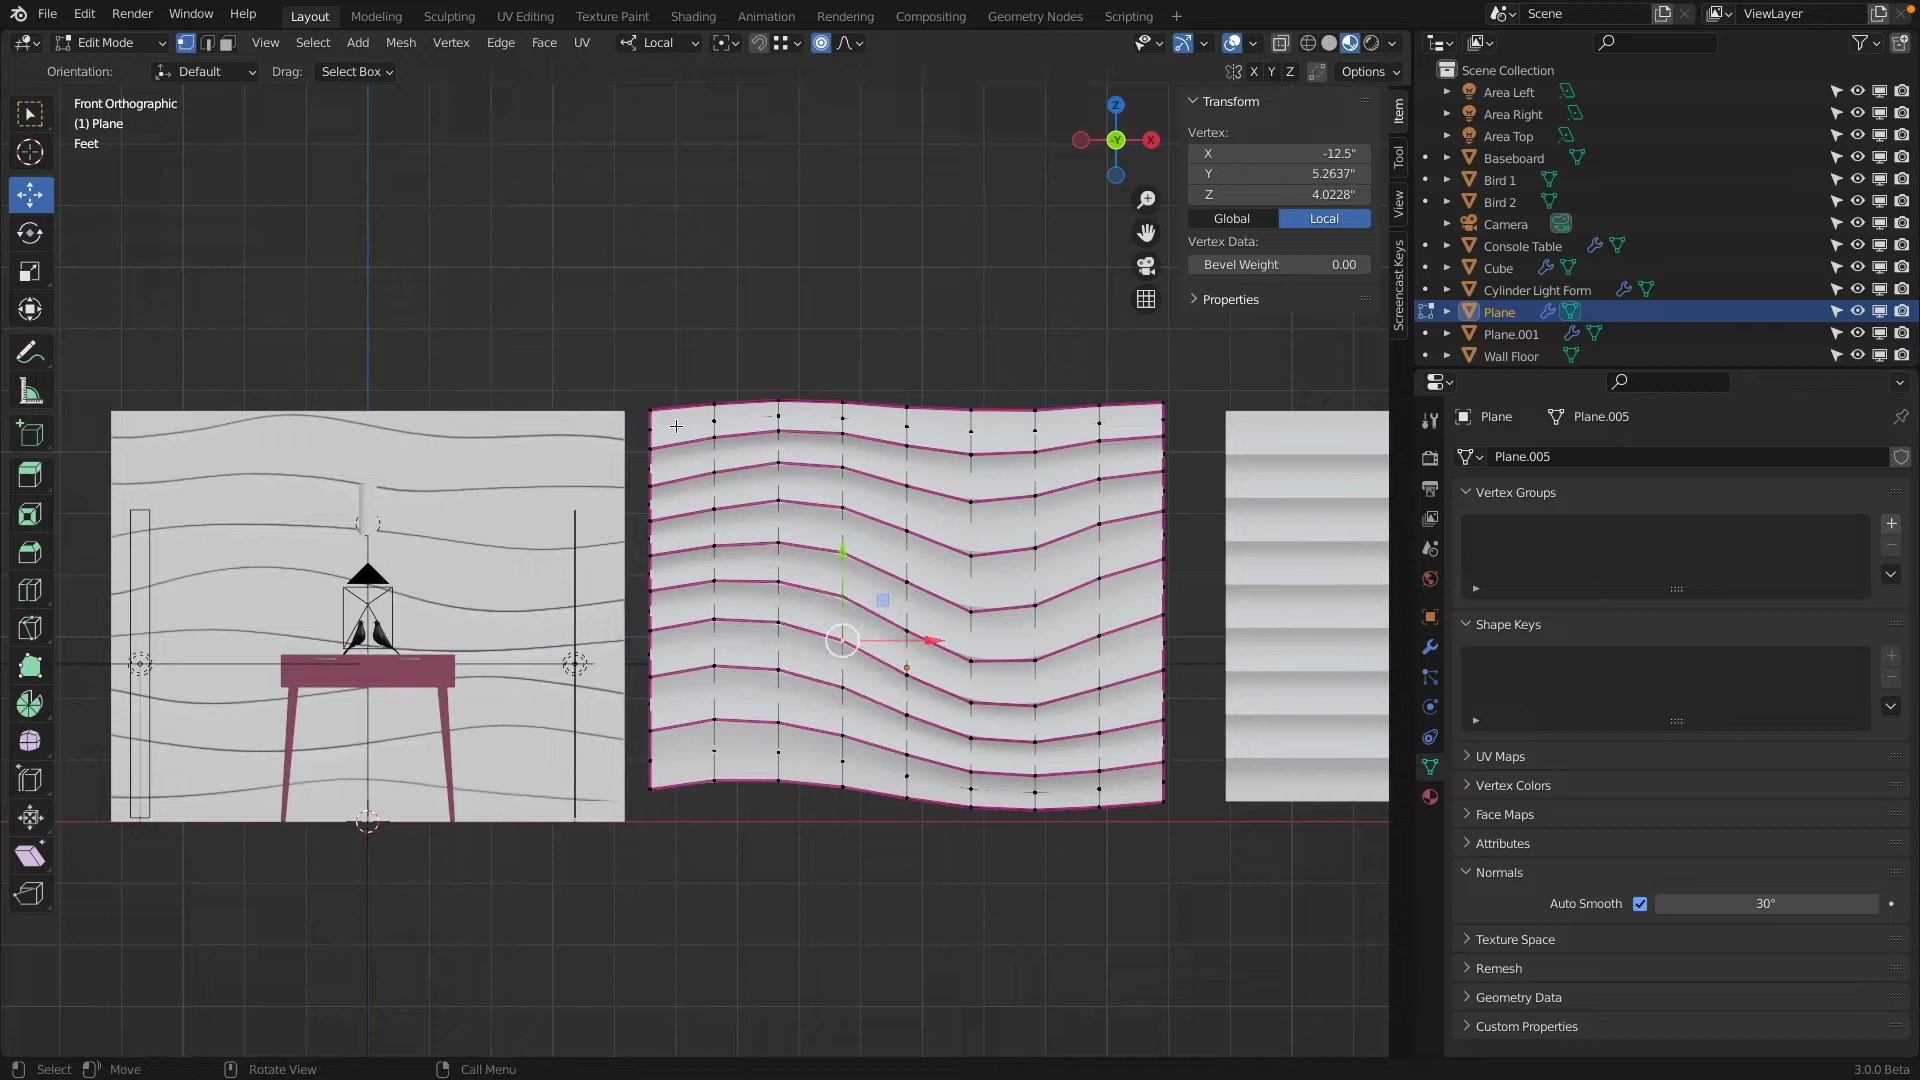 File Edit Render Window Help Layout Modeling Sculpting UV Editing Texture Paint Shading Animation Rendering Compositing Geometry Nodes Scripting + Scene ViewLayer
Edit Mode View Select Add Mesh Vertex Edge Face UV Local
Orientation: Default Drag: Select Box X Y Z Options
Front Orthographic
(1) Plane
Feet
Z
-Y
X
Transform
Vertex:
X -12.5"
Y 5.2637"
Z 4.0228"
Global Local
Vertex Data:
Bevel Weight 0.00
Properties
Item
Tool
View
Screencast Keys
Scene Collection
Area Left
Area Right
Area Top
Baseboard
Bird 1
Bird 2
Camera
Console Table
Cube
Cylinder Light Form
Plane
Plane.001
Wall Floor
Plane Plane.005
Plane.005
Vertex Groups
Shape Keys
UV Maps
Vertex Colors
Face Maps
Attributes
Normals
Auto Smooth 30°
Texture Space
Remesh
Geometry Data
Custom Properties
Select Move Rotate View Call Menu 3.0.0 Beta